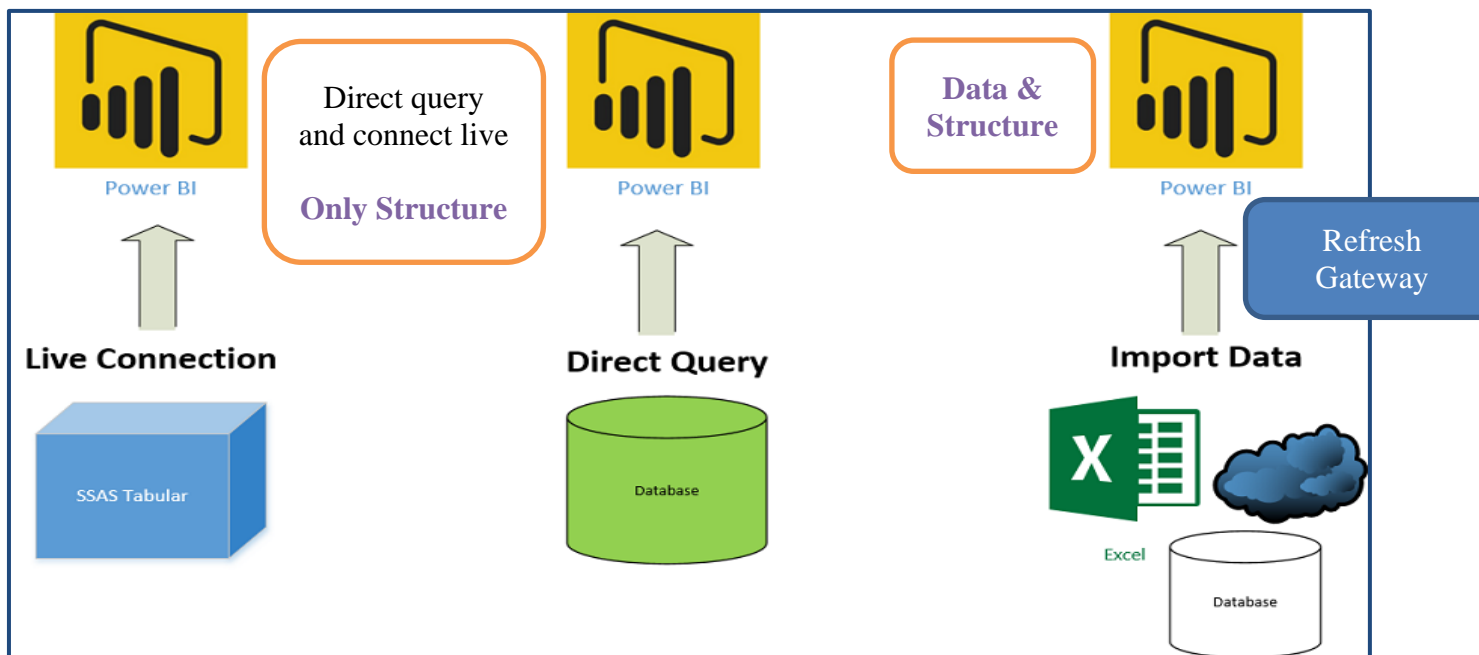 Power BI
Direct query
and connect live
Only Structure
Power BI
Data &
Structure
Power BI
Refresh
Gateway
Live Connection
Direct Query
Import Data
SSAS Tabular
Database
X
Excel
Database